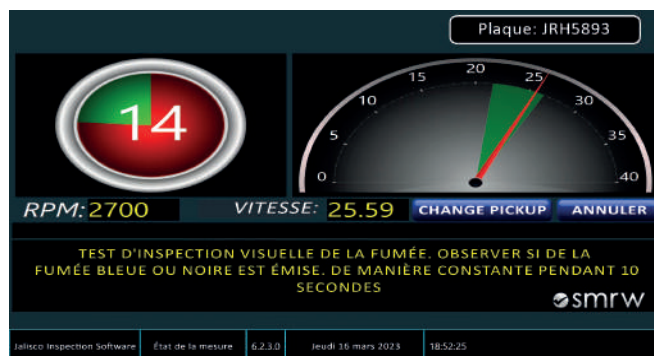 Plaque: JRH5893
14
0
5
10
15
20
25
30
35
40
RPM: 2700
VITESSE: 25.59
CHANGE PICKUP
ANNULER
TEST D'INSPECTION VISUELLE DE LA FUMÉE. OBSERVER SI DE LA
FUMÉE BLEUE OU NOIRE EST ÉMISE. DE MANIÈRE CONSTANTE PENDANT 10
SECONDES
smrw
Jalisco Inspection Software
État de la mesure
6.2.3.0
Jeudi 16 mars 2023
18:52:25